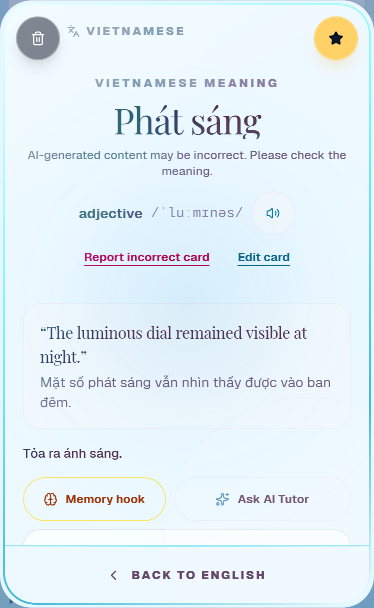 VIETNAMESE
VIETNAMESE MEANING
Phát sáng
AI-generated content may be incorrect. Please check the
meaning.
adjective /ˈluːmɪnəs/
Report incorrect card Edit card
“The luminous dial remained visible at
night.”
Mặt số phát sáng vẫn nhìn thấy được vào ban
đêm.
Tỏa ra ánh sáng.
Memory hook Ask AI Tutor
BACK TO ENGLISH